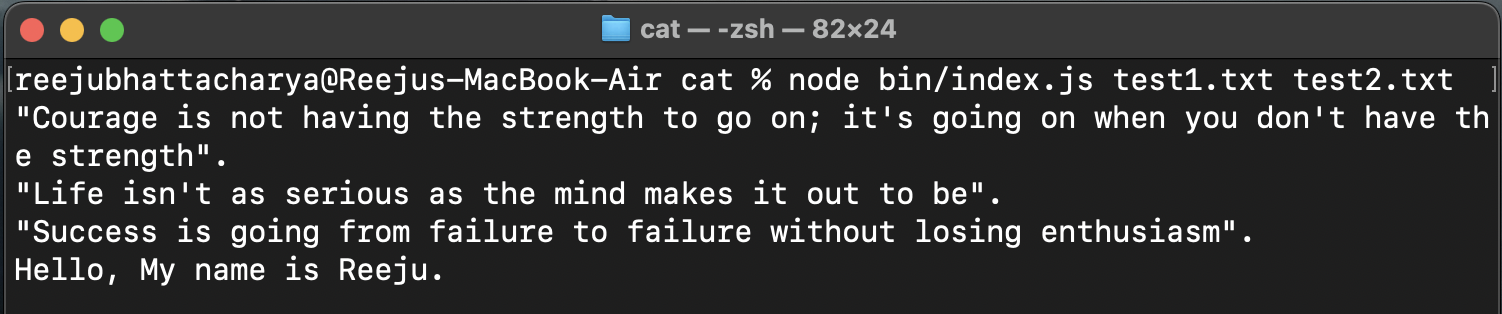 cat — -zsh — 82×24
[reejubhattacharya@Reejus-MacBook-Air cat % node bin/index.js test1.txt test2.txt ]
"Courage is not having the strength to go on; it's going on when you don't have th
e strength".
"Life isn't as serious as the mind makes it out to be".
"Success is going from failure to failure without losing enthusiasm".
Hello, My name is Reeju.